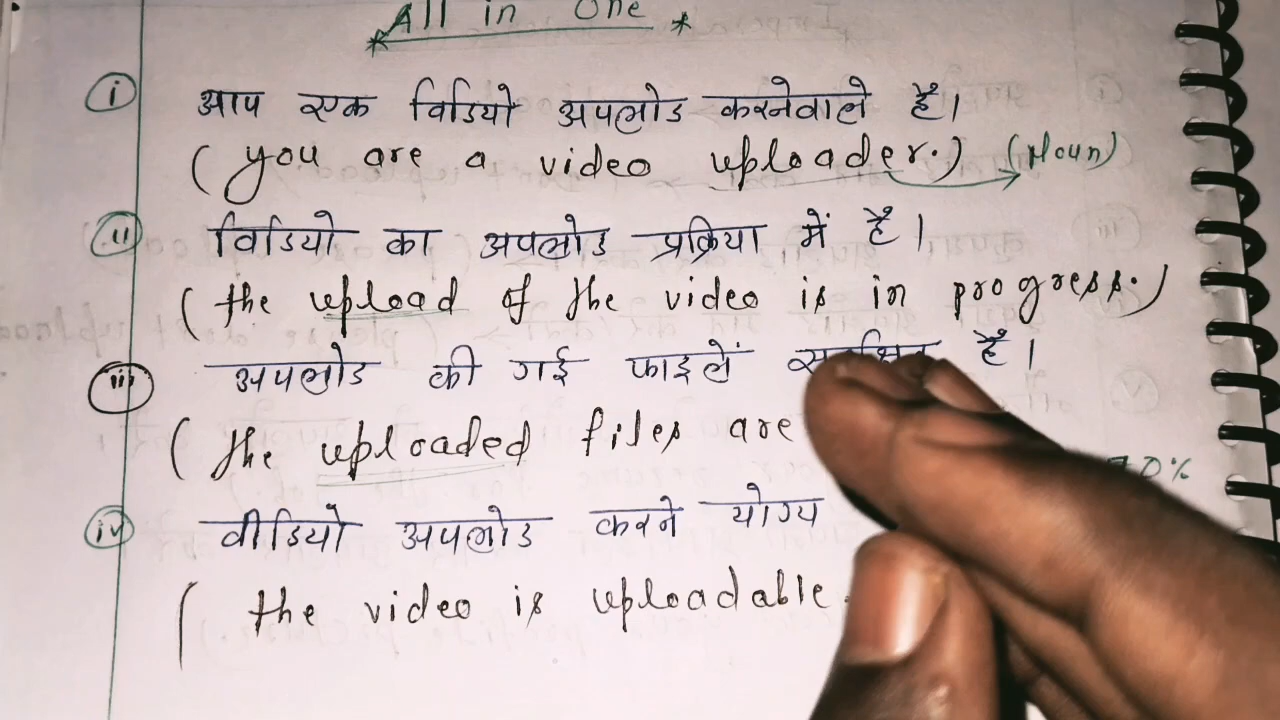 * All in One *
i आप एक विडियो अपलोड करनेवाले हैं।
(you are a video uploader.) (Noun)
ii विडियो का अपलोड प्रक्रिया में हैं।
(the upload of the video is in progress.)
iii अपलोड की गई फाइलें हैं।
(the uploaded files are
70%
iv वीडियो अपलोड करने योग्य
(the video is uploadable.